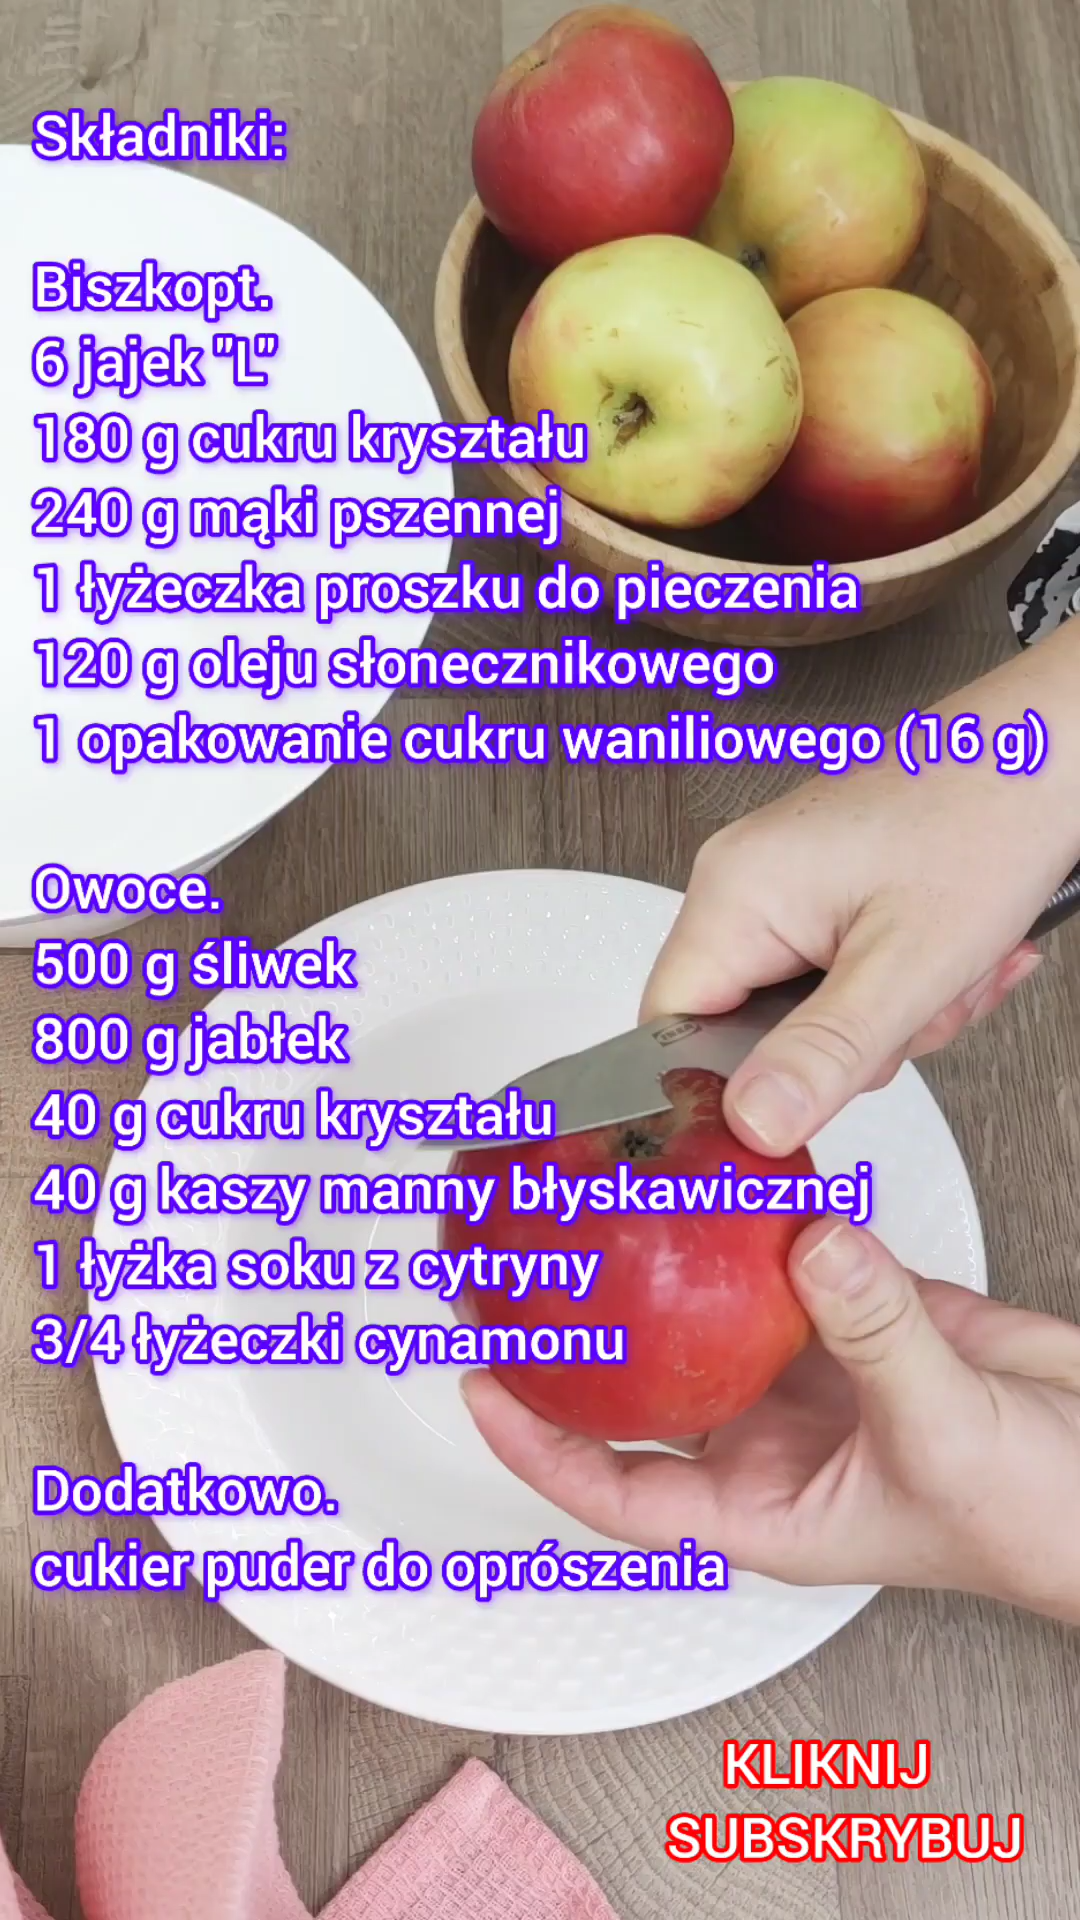 Składniki:
Biszkopt.
6 jajek "L"
180 g cukru kryształu
240 g mąki pszennej
1 łyżeczka proszku do pieczenia
120 g oleju słonecznikowego
1 opakowanie cukru waniliowego (16 g)
Owoce.
500 g śliwek
800 g jabłek
40 g cukru kryształu
40 g kaszy manny błyskawicznej
1 łyżka soku z cytryny
3/4 łyżeczki cynamonu
Dodatkowo.
cukier puder do oprószenia
IKEA
KLIKNIJ
SUBSKRYBUJ